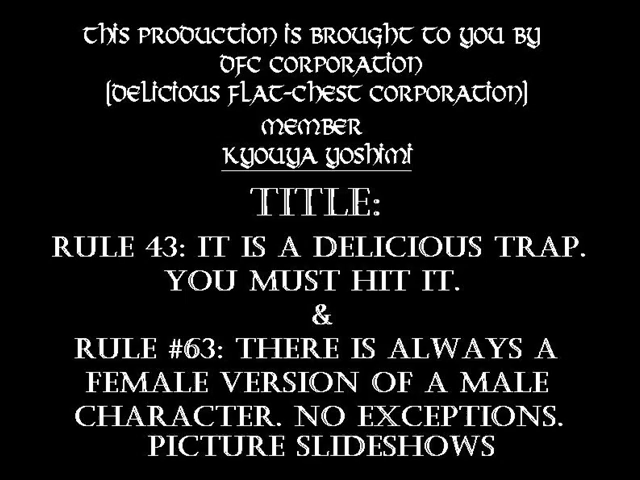 This production is brought to you by
DFC Corporation
(Delicious Flat-Chest Corporation)
Member
Kyouya Yoshimi
TITLE:
RULE 43: IT IS A DELICIOUS TRAP.
YOU MUST HIT IT.
&
RULE #63: THERE IS ALWAYS A
FEMALE VERSION OF A MALE
CHARACTER. NO EXCEPTIONS.
PICTURE SLIDESHOWS